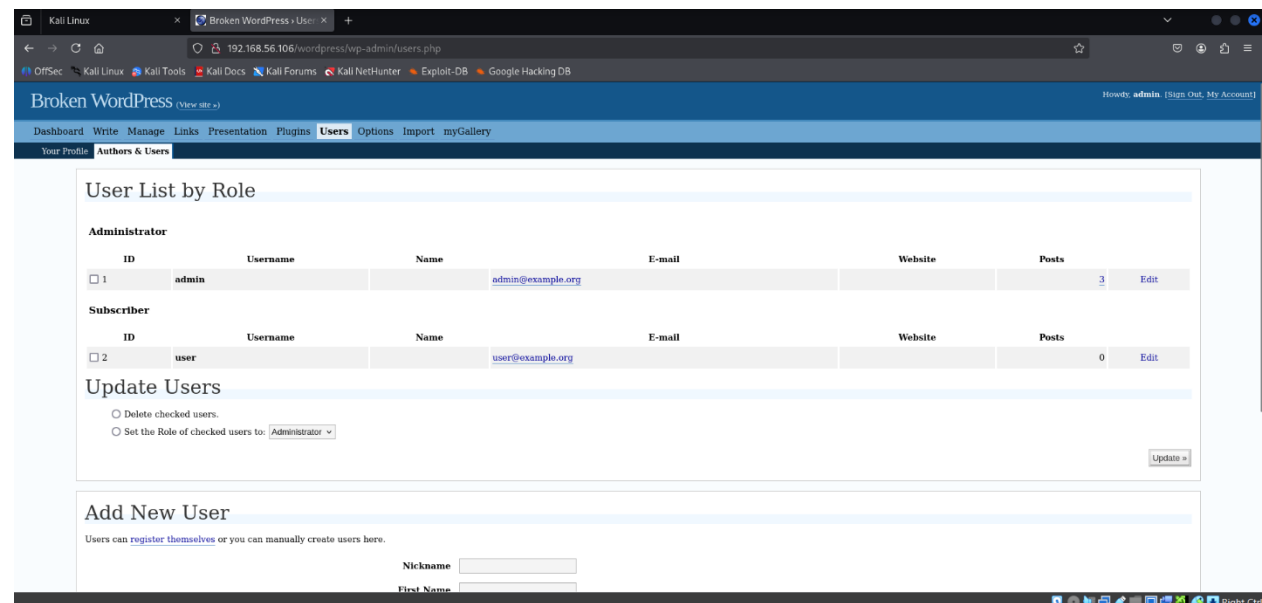 Kali Linux × Broken WordPress › User × +
192.168.56.106/wordpress/wp-admin/users.php
OffSec Kali Linux Kali Tools Kali Docs Kali Forums Kali NetHunter Exploit-DB Google Hacking DB
Broken WordPress (View site ») Howdy, admin. [Sign Out, My Account]
Dashboard Write Manage Links Presentation Plugins Users Options Import myGallery
Your Profile Authors & Users
User List by Role
Administrator
ID Username Name E-mail Website Posts
1 admin admin@example.org 3 Edit
Subscriber
ID Username Name E-mail Website Posts
2 user user@example.org 0 Edit
Update Users
Delete checked users.
Set the Role of checked users to: Administrator
Update »
Add New User
Users can register themselves or you can manually create users here.
Nickname
First Name
Right Ctrl